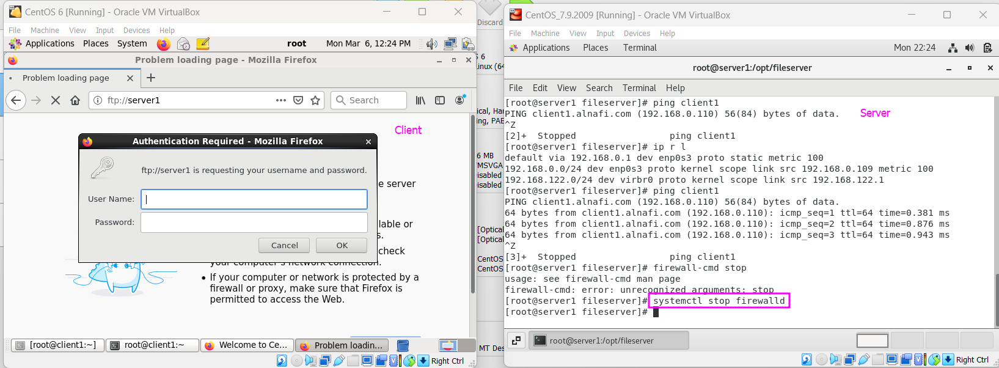 CentOS 6 [Running] - Oracle VM VirtualBox
File Machine View Input Devices Help
Applications Places System root Mon Mar 6, 12:24 PM
Problem loading page - Mozilla Firefox
Problem loading page
ftp://server1
Search
Client
Authentication Required - Mozilla Firefox
ftp://server1 is requesting your username and password.
User Name:
Password:
Cancel OK
e server
lable or
s.
check
your computer's network connection.
• If your computer or network is protected by a
firewall or proxy, make sure that Firefox is
permitted to access the Web.
[root@client1:~] root@client1:~ Welcome to Ce... Problem loadin...
Right Ctrl
Discard
6
linux (64
ical, Har
ing, PAE
6 MB
MSVGA
isabled
isabled
[Optical
[Optical
CentOS
CentOS
MT Des
CentOS_7.9.2009 [Running] - Oracle VM VirtualBox
File Machine View Input Devices Help
Applications Places Terminal Mon 22:24
root@server1:/opt/fileserver
File Edit View Search Terminal Help
[root@server1 fileserver]# ping client1
PING client1.alnafi.com (192.168.0.110) 56(84) bytes of data.
Server
^Z
[2]+  Stopped                 ping client1
[root@server1 fileserver]# ip r l
default via 192.168.0.1 dev enp0s3 proto static metric 100
192.168.0.0/24 dev enp0s3 proto kernel scope link src 192.168.0.109 metric 100
192.168.122.0/24 dev virbr0 proto kernel scope link src 192.168.122.1
[root@server1 fileserver]# ping client1
PING client1.alnafi.com (192.168.0.110) 56(84) bytes of data.
64 bytes from client1.alnafi.com (192.168.0.110): icmp_seq=1 ttl=64 time=0.381 ms
64 bytes from client1.alnafi.com (192.168.0.110): icmp_seq=2 ttl=64 time=0.876 ms
64 bytes from client1.alnafi.com (192.168.0.110): icmp_seq=3 ttl=64 time=0.943 ms
^Z
[3]+  Stopped                 ping client1
[root@server1 fileserver]# firewall-cmd stop
usage: see firewall-cmd man page
firewall-cmd: error: unrecognized arguments: stop
[root@server1 fileserver]# systemctl stop firewalld
[root@server1 fileserver]#
root@server1:/opt/fileserver
Right Ctrl